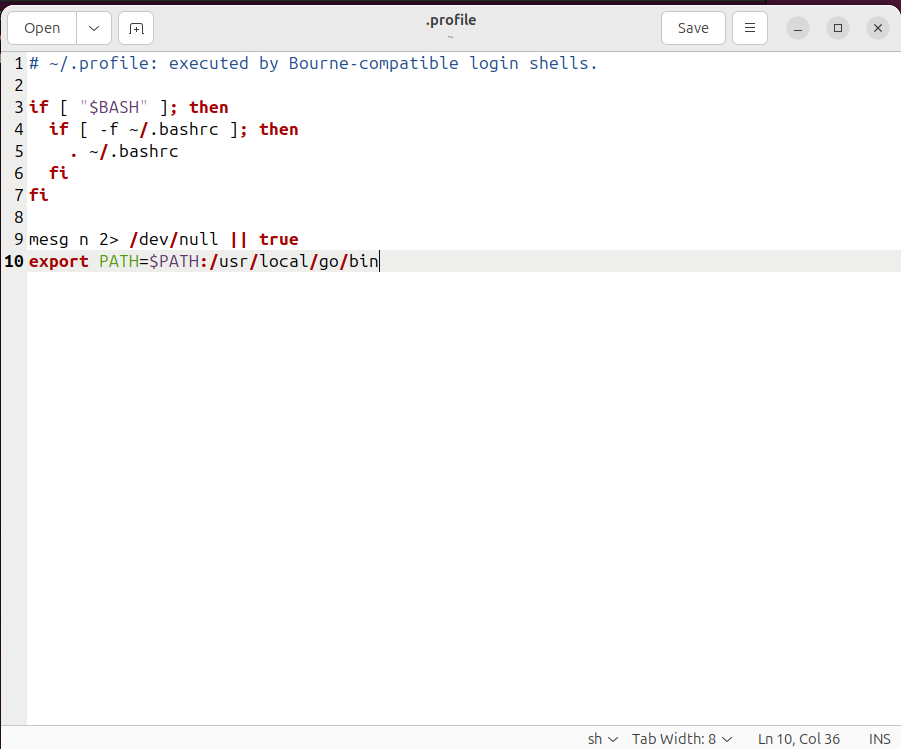 Open
.profile
~
Save
1 # ~/.profile: executed by Bourne-compatible login shells.
2
3 if [ "$BASH" ]; then
4   if [ -f ~/.bashrc ]; then
5     . ~/.bashrc
6   fi
7 fi
8
9 mesg n 2> /dev/null || true
10 export PATH=$PATH:/usr/local/go/bin
sh Tab Width: 8 Ln 10, Col 36 INS